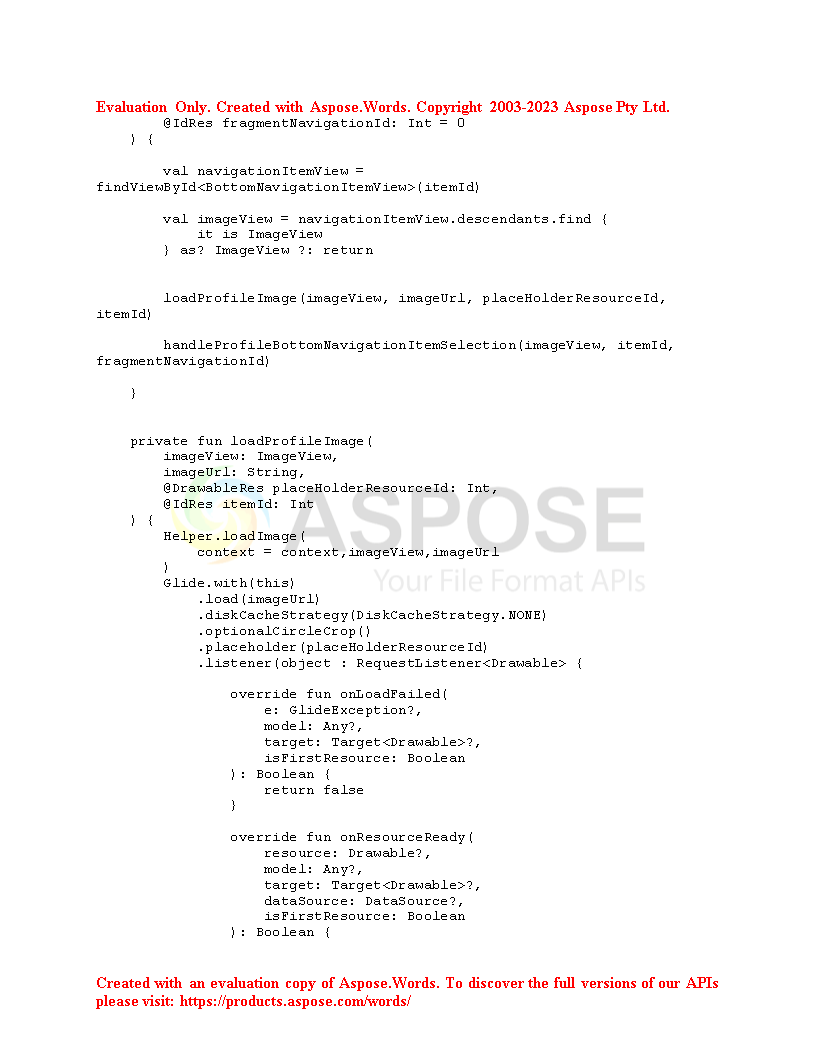 Evaluation Only. Created with Aspose.Words. Copyright 2003-2023 Aspose Pty Ltd.
        @IdRes fragmentNavigationId: Int = 0
    ) {
        val navigationItemView =
findViewById<BottomNavigationItemView>(itemId)
        val imageView = navigationItemView.descendants.find {
            it is ImageView
        } as? ImageView ?: return
        loadProfileImage(imageView, imageUrl, placeHolderResourceId,
itemId)
        handleProfileBottomNavigationItemSelection(imageView, itemId,
fragmentNavigationId)
    }
    private fun loadProfileImage(
        imageView: ImageView,
        imageUrl: String,
        @DrawableRes placeHolderResourceId: Int,
        @IdRes itemId: Int
    ) {
        Helper.loadImage(
            context = context,imageView,imageUrl
        )
        Glide.with(this)
            .load(imageUrl)
            .diskCacheStrategy(DiskCacheStrategy.NONE)
            .optionalCircleCrop()
            .placeholder(placeHolderResourceId)
            .listener(object : RequestListener<Drawable> {
                override fun onLoadFailed(
                    e: GlideException?,
                    model: Any?,
                    target: Target<Drawable>?,
                    isFirstResource: Boolean
                ): Boolean {
                    return false
                }
                override fun onResourceReady(
                    resource: Drawable?,
                    model: Any?,
                    target: Target<Drawable>?,
                    dataSource: DataSource?,
                    isFirstResource: Boolean
                ): Boolean {
ASPOSE
Your File Format APIs
Created with an evaluation copy of Aspose.Words. To discover the full versions of our APIs
please visit: https://products.aspose.com/words/